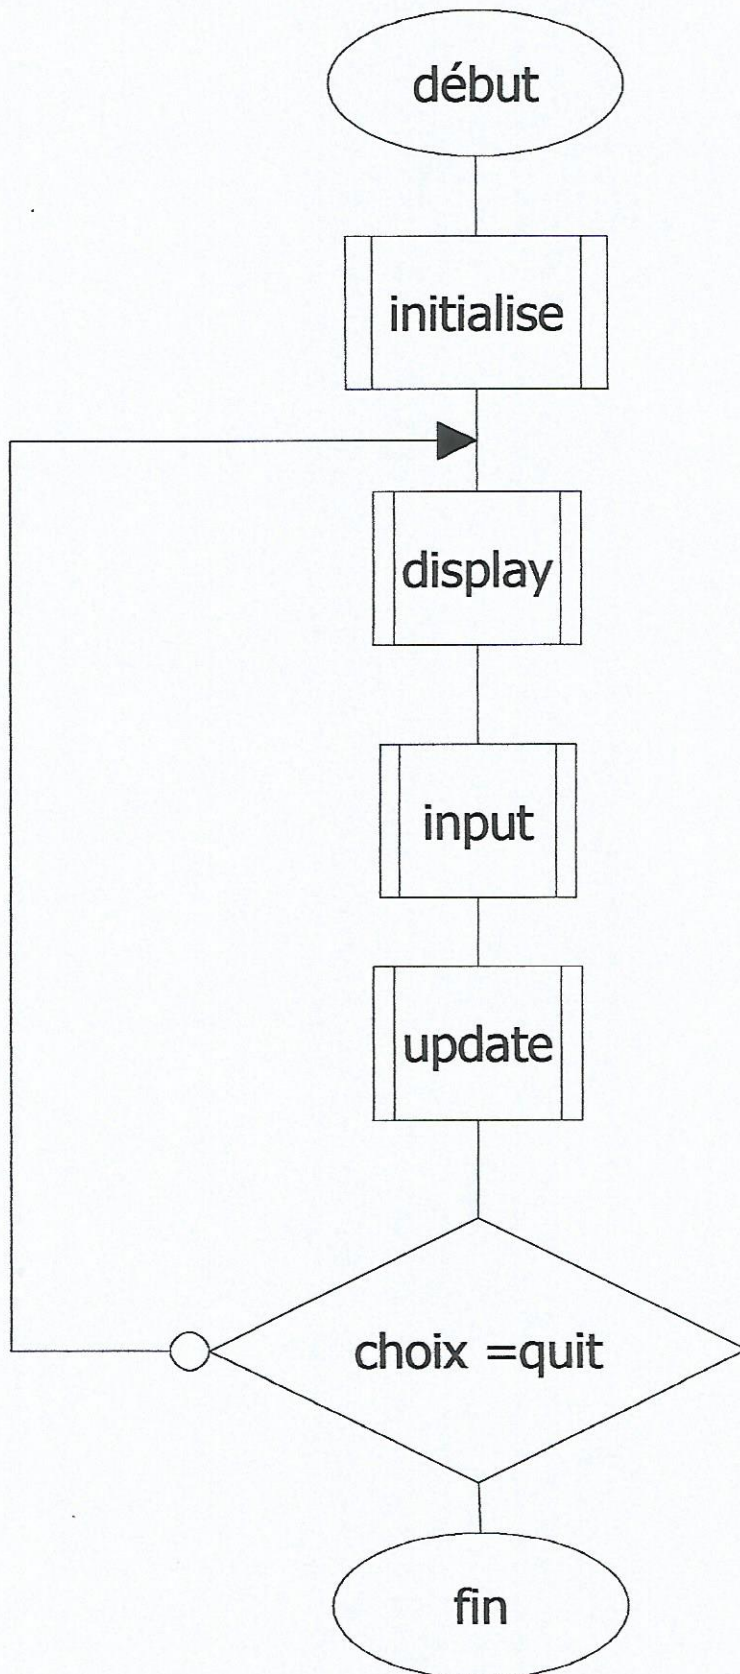 début
initialise
display
input
update
choix =quit
fin